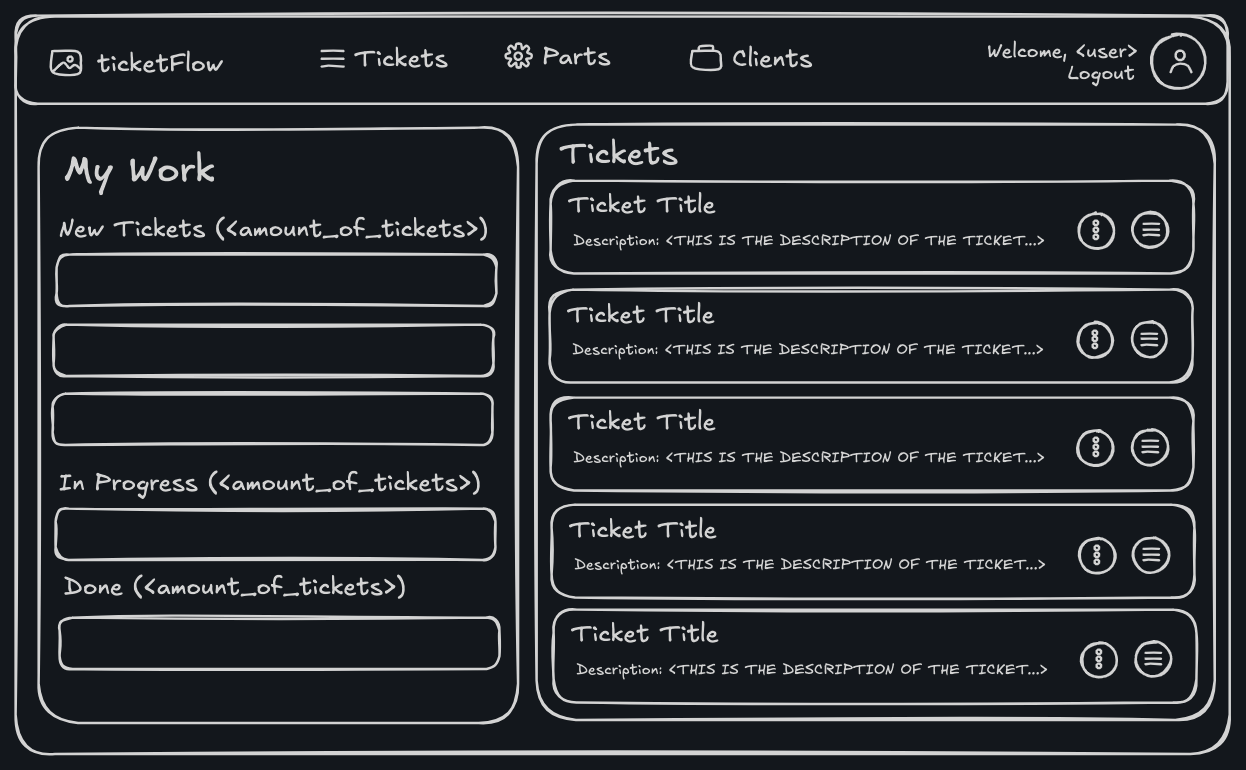 ticketFlow
Tickets
Parts
Clients
Welcome, <user>
Logout
My Work
New Tickets (<amount_of_tickets>)
In Progress (<amount_of_tickets>)
Done (<amount_of_tickets>)
Tickets
Ticket Title
Description: <THIS IS THE DESCRIPTION OF THE TICKET...>
Ticket Title
Description: <THIS IS THE DESCRIPTION OF THE TICKET...>
Ticket Title
Description: <THIS IS THE DESCRIPTION OF THE TICKET...>
Ticket Title
Description: <THIS IS THE DESCRIPTION OF THE TICKET...>
Ticket Title
Description: <THIS IS THE DESCRIPTION OF THE TICKET...>